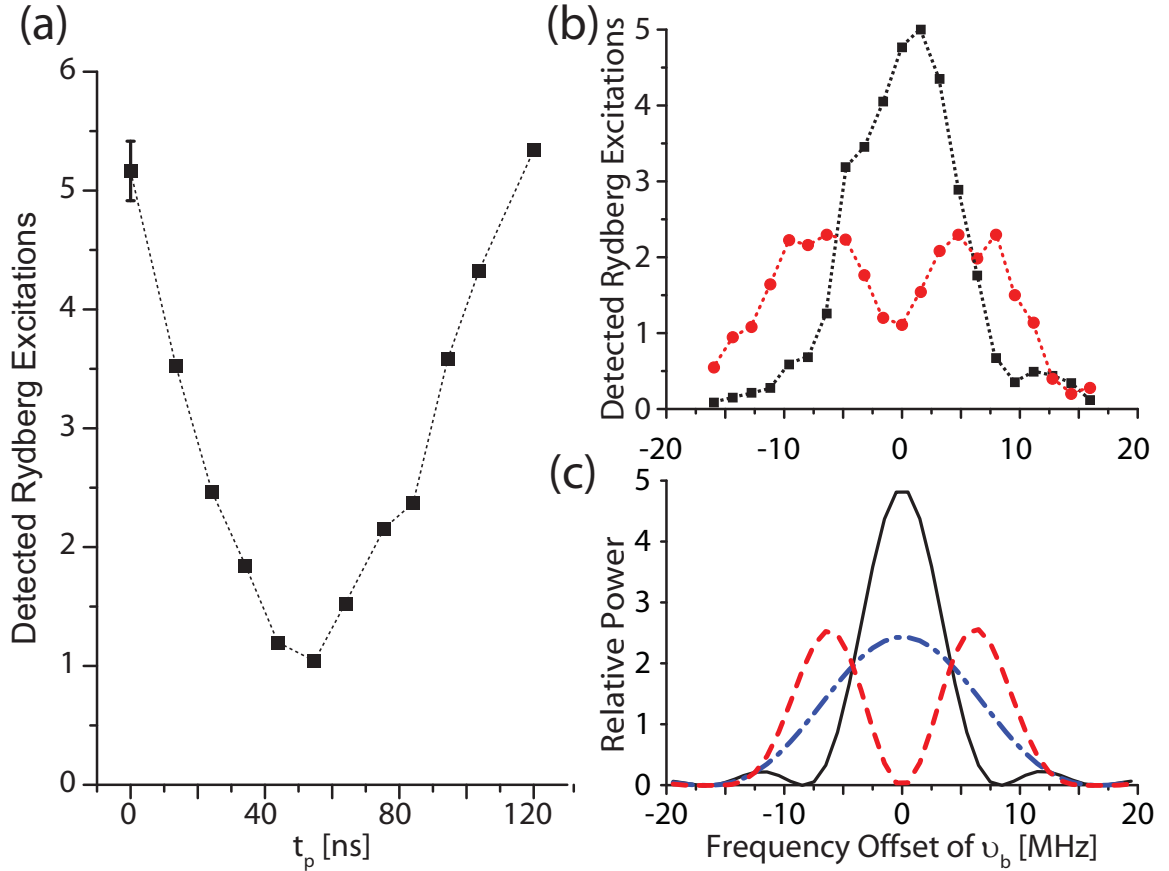 (a)
Detected Rydberg Excitations
6
5
4
3
2
1
0
0 40 80 120
t_p [ns]
(b)
Detected Rydberg Excitations
5
4
3
2
1
0
-20 -10 0 10 20
(c)
Relative Power
5
4
3
2
1
0
-20 -10 0 10 20
Frequency Offset of υ_b [MHz]